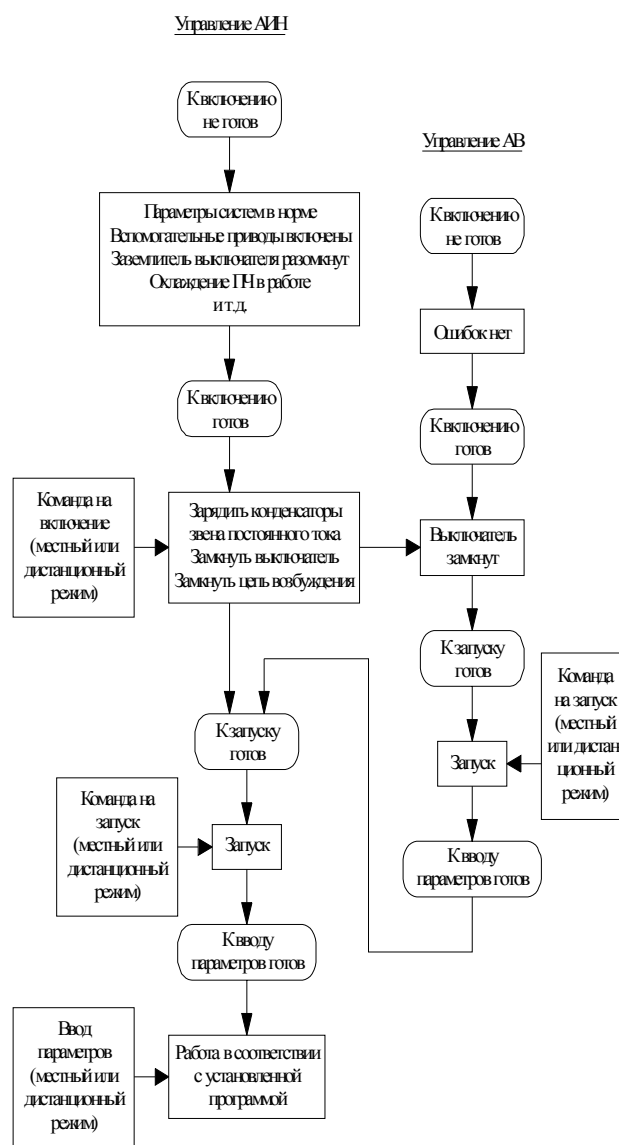 Управление АИН
К включению
не готов
Управление АВ
Параметры систем в норме
Вспомогательные приводы включены
Заземлитель выключателя разомкнут
Охлаждение ПЧ в работе
и т.д.
К включению
не готов
Ошибок нет
К включению
готов
К включению
готов
Команда на
включение
(местный или
дистанционный
режим)
Зарядить конденсаторы
звена постоянного тока
Замкнуть выключатель
Замкнуть цепь возбуждения
Выключатель
замкнут
К запуску
готов
Команда
на запуск
(местный
или дистан
ционный
режим)
К запуску
готов
Запуск
Команда на
запуск
(местный или
дистанционный
режим)
Запуск
К вводу
параметров готов
К вводу
параметров готов
Ввод
параметров
(местный или
дистанционный
режим)
Работа в соответствии
с установленной
программой